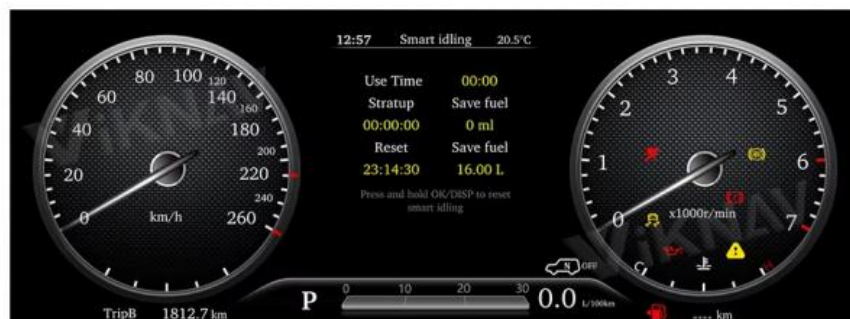 12:57 Smart idling 20.5°C
Use Time 00:00
Stratup Save fuel
00:00:00 0 ml
Reset Save fuel
23:14:30 16.00 L
Press and hold OK/DISP to reset
smart idling
0 20 40 60 80 100 120 140 160 180 200 220 240 260
km/h
0 1 2 3 4 5 6 7
x1000r/min
C H
N OFF
P
0 10 20 30
0.0 L/100km
TripB 1812.7 km
---- km
ViKNAV
ViKNAV